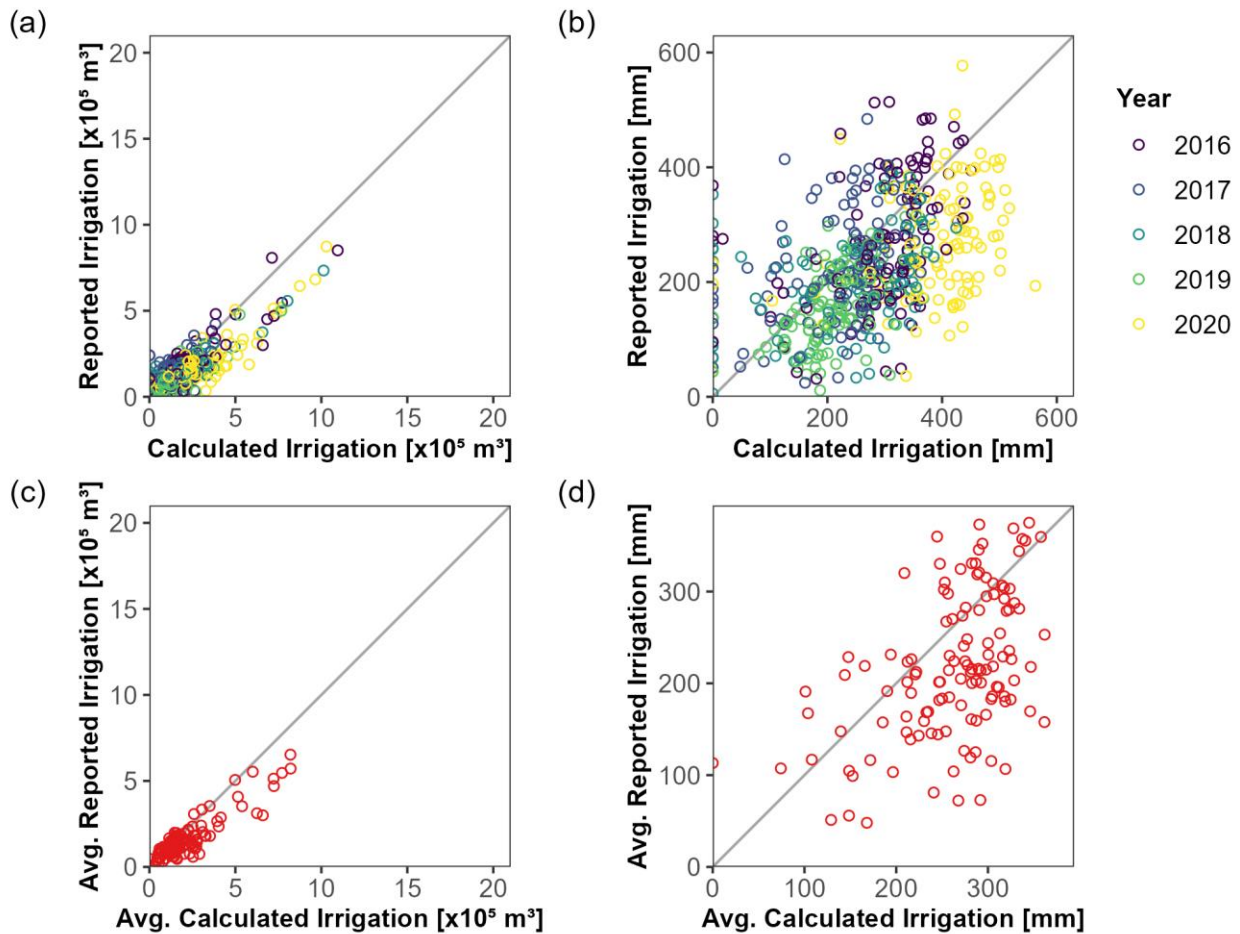 (a)
Reported Irrigation [x10⁵ m³]
20
15
10
5
0
0 5 10 15 20
Calculated Irrigation [x10⁵ m³]
(b)
Reported Irrigation [mm]
600
400
200
0
0 200 400 600
Calculated Irrigation [mm]
Year
2016
2017
2018
2019
2020
(c)
Avg. Reported Irrigation [x10⁵ m³]
20
15
10
5
0
0 5 10 15 20
Avg. Calculated Irrigation [x10⁵ m³]
(d)
Avg. Reported Irrigation [mm]
300
200
100
0
0 100 200 300
Avg. Calculated Irrigation [mm]